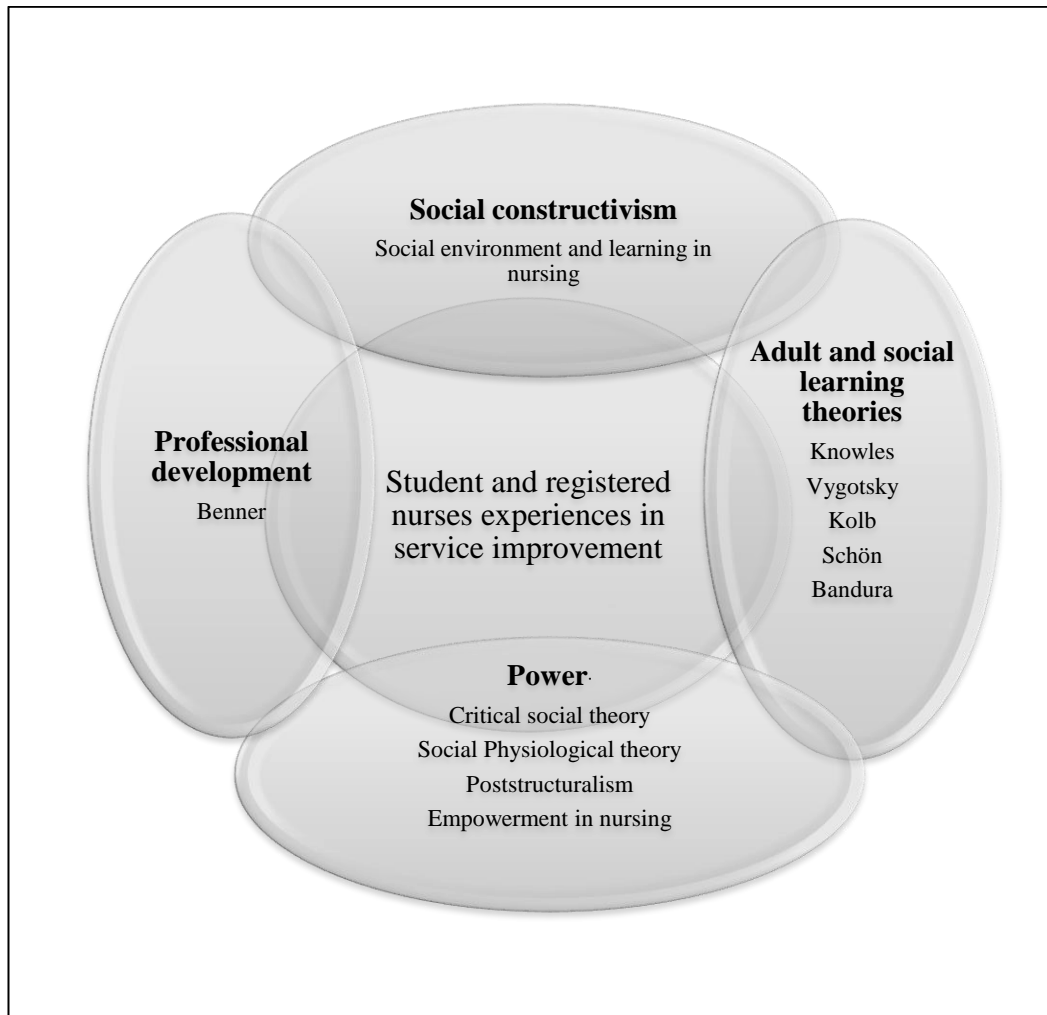 Social constructivism
Social environment and learning in
nursing
Adult and social
learning
theories
Knowles
Vygotsky
Kolb
Schön
Bandura
Professional
development
Benner
Student and registered
nurses experiences in
service improvement
Power.
Critical social theory
Social Physiological theory
Poststructuralism
Empowerment in nursing